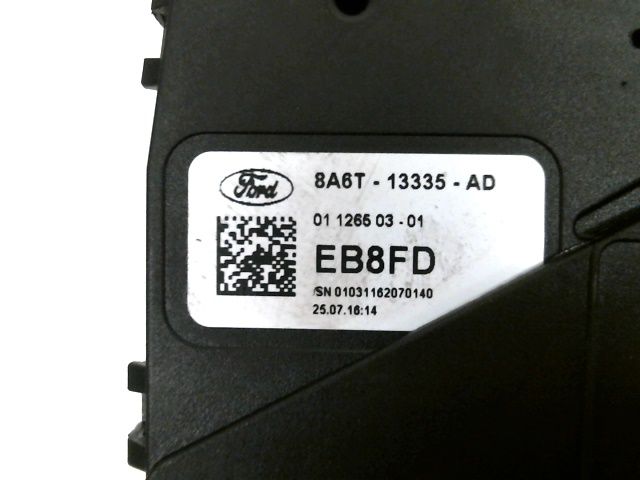 Ford
8A6T - 13335 - AD
01 1265 03 - 01
EB8FD
SN 01031162070140
25.07.16:14